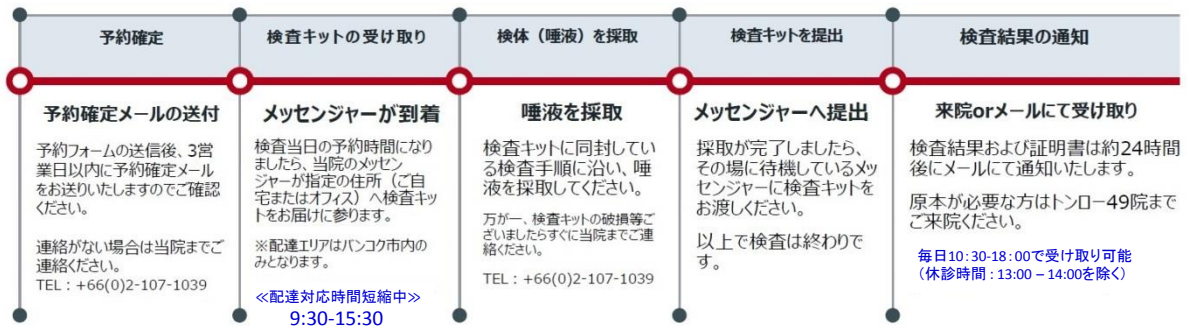 予約確定
予約確定メールの送付
予約フォームの送信後、3営
業日以内に予約確定メール
をお送りいたしますのでご確認
ください。
連絡がない場合は当院までご
連絡ください。
TEL：+66(0)2-107-1039
検査キットの受け取り
メッセンジャーが到着
検査当日の予約時間になり
ましたら、当院のメッセン
ジャーが指定の住所（ご自
宅またはオフィス）へ検査キッ
トをお届けに参ります。
※配達エリアはバンコク市内の
みとなります。
≪配達対応時間短縮中≫
9:30-15:30
検体（唾液）を採取
唾液を採取
検査キットに同封してい
る検査手順に沿い、唾
液を採取してください。
万が一、検査キットの破損等ご
ざいましたらすぐに当院までご連
絡ください。
TEL：+66(0)2-107-1039
検査キットを提出
メッセンジャーへ提出
採取が完了しましたら、
その場に待機しているメッ
センジャーに検査キットを
お渡しください。
以上で検査は終わりで
す。
検査結果の通知
来院orメールにて受け取り
検査結果および証明書は約24時間
後にメールにて通知いたします。
原本が必要な方はトンロー49院まで
ご来院ください。
毎日10：30-18：00で受け取り可能
（休診時間：13:00 – 14:00を除く）